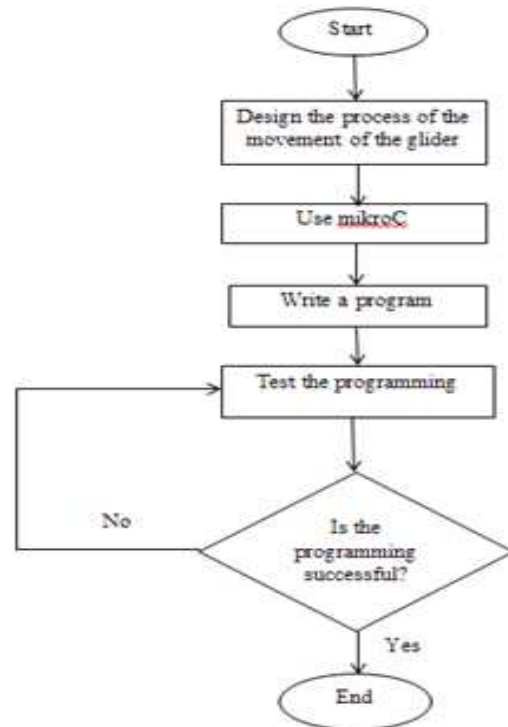 Start
Design the process of the
movement of the glider
Use mikroC
Write a program
Test the programming
Is the
programming
successful?
No
Yes
End